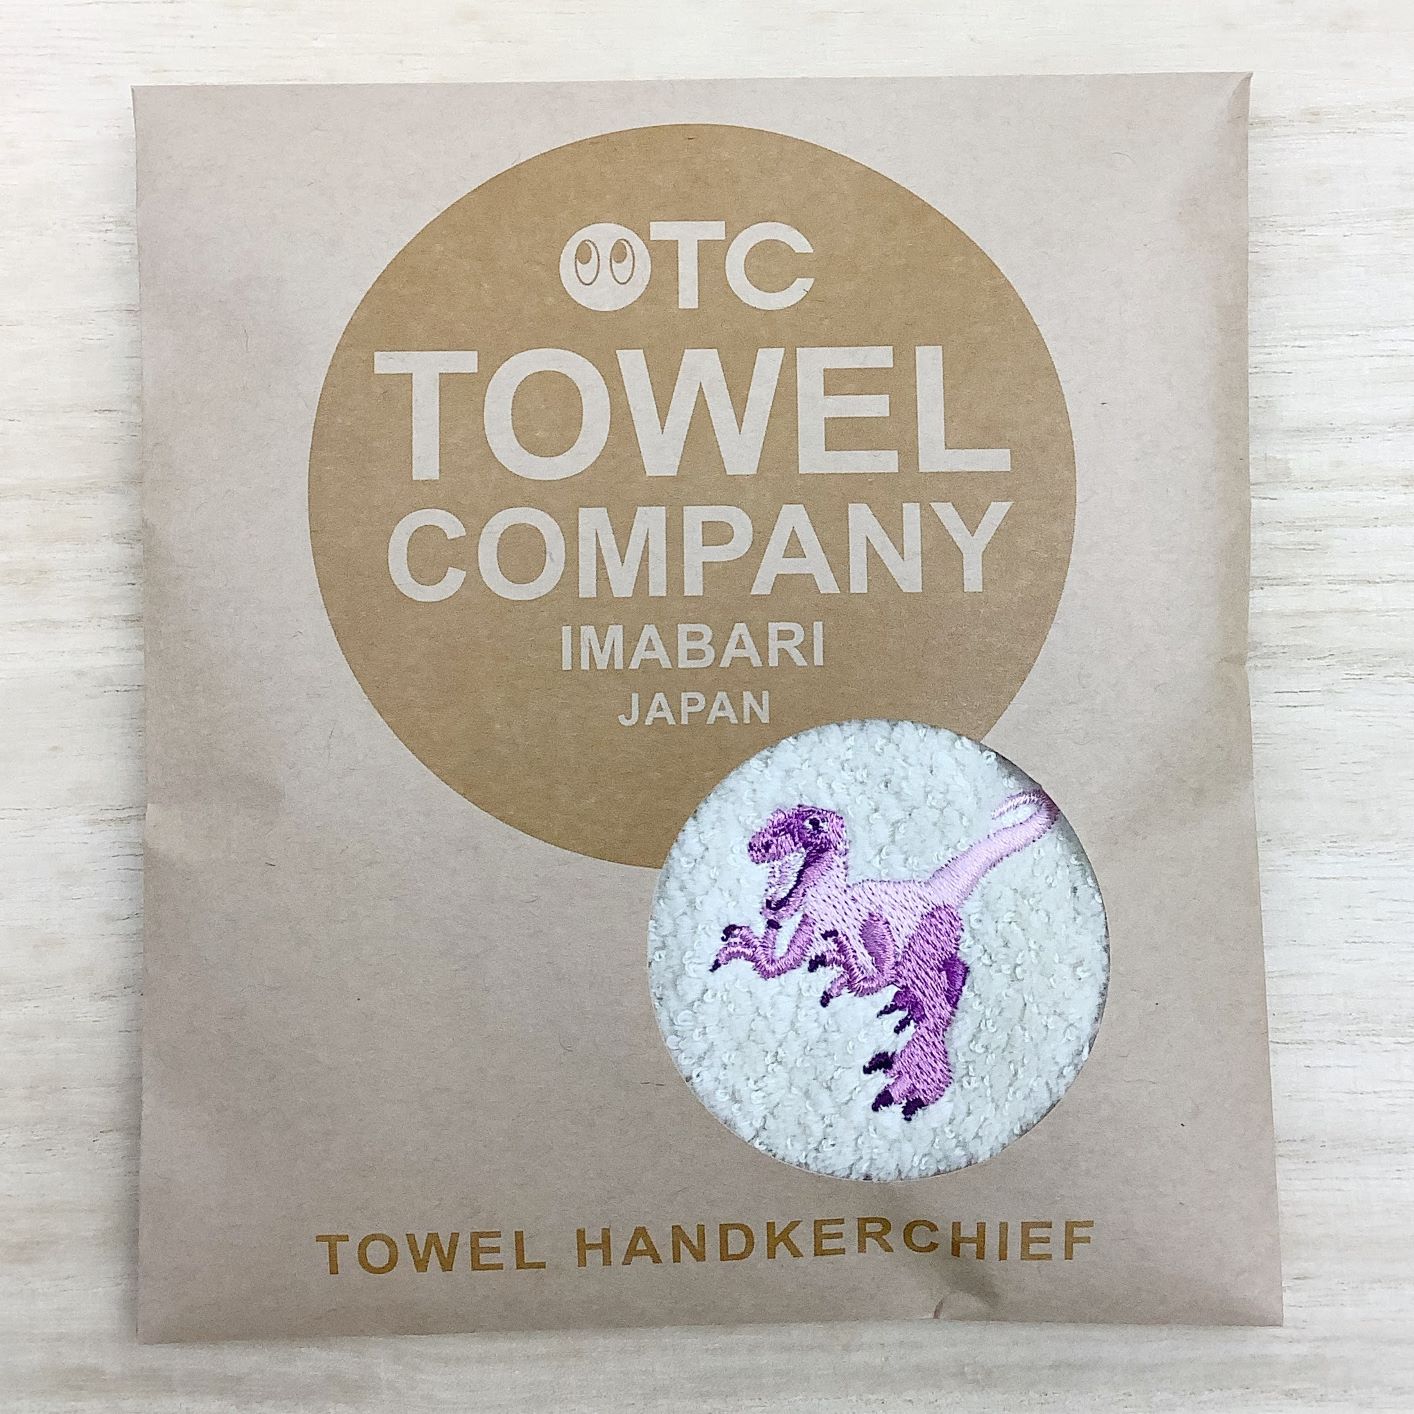 OTC
TOWEL
COMPANY
IMABARI
JAPAN
TOWEL HANDKERCHIEF